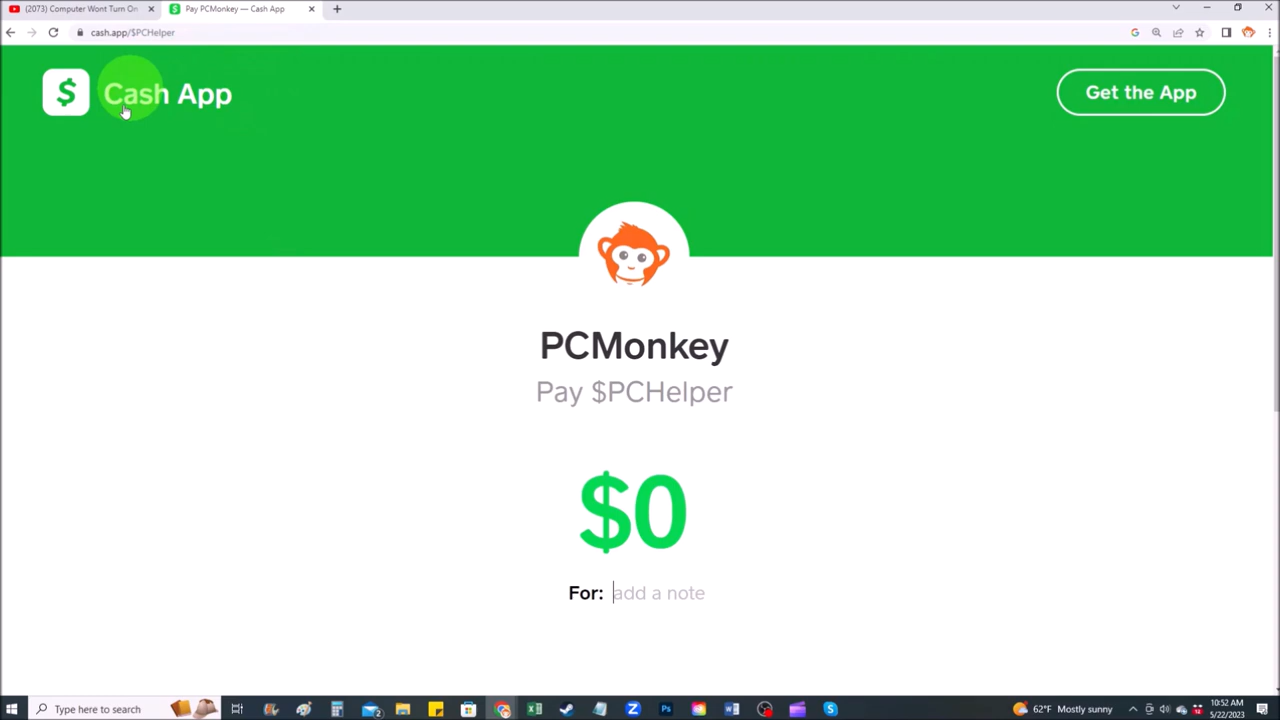 (2073) Computer Wont Turn On
Pay PCMonkey — Cash App
cash.app/$PCHelper
$ Cash App
Get the App
PCMonkey
Pay $PCHelper
$0
For: add a note
Type here to search
62°F Mostly sunny
10:52 AM
5/22/2023